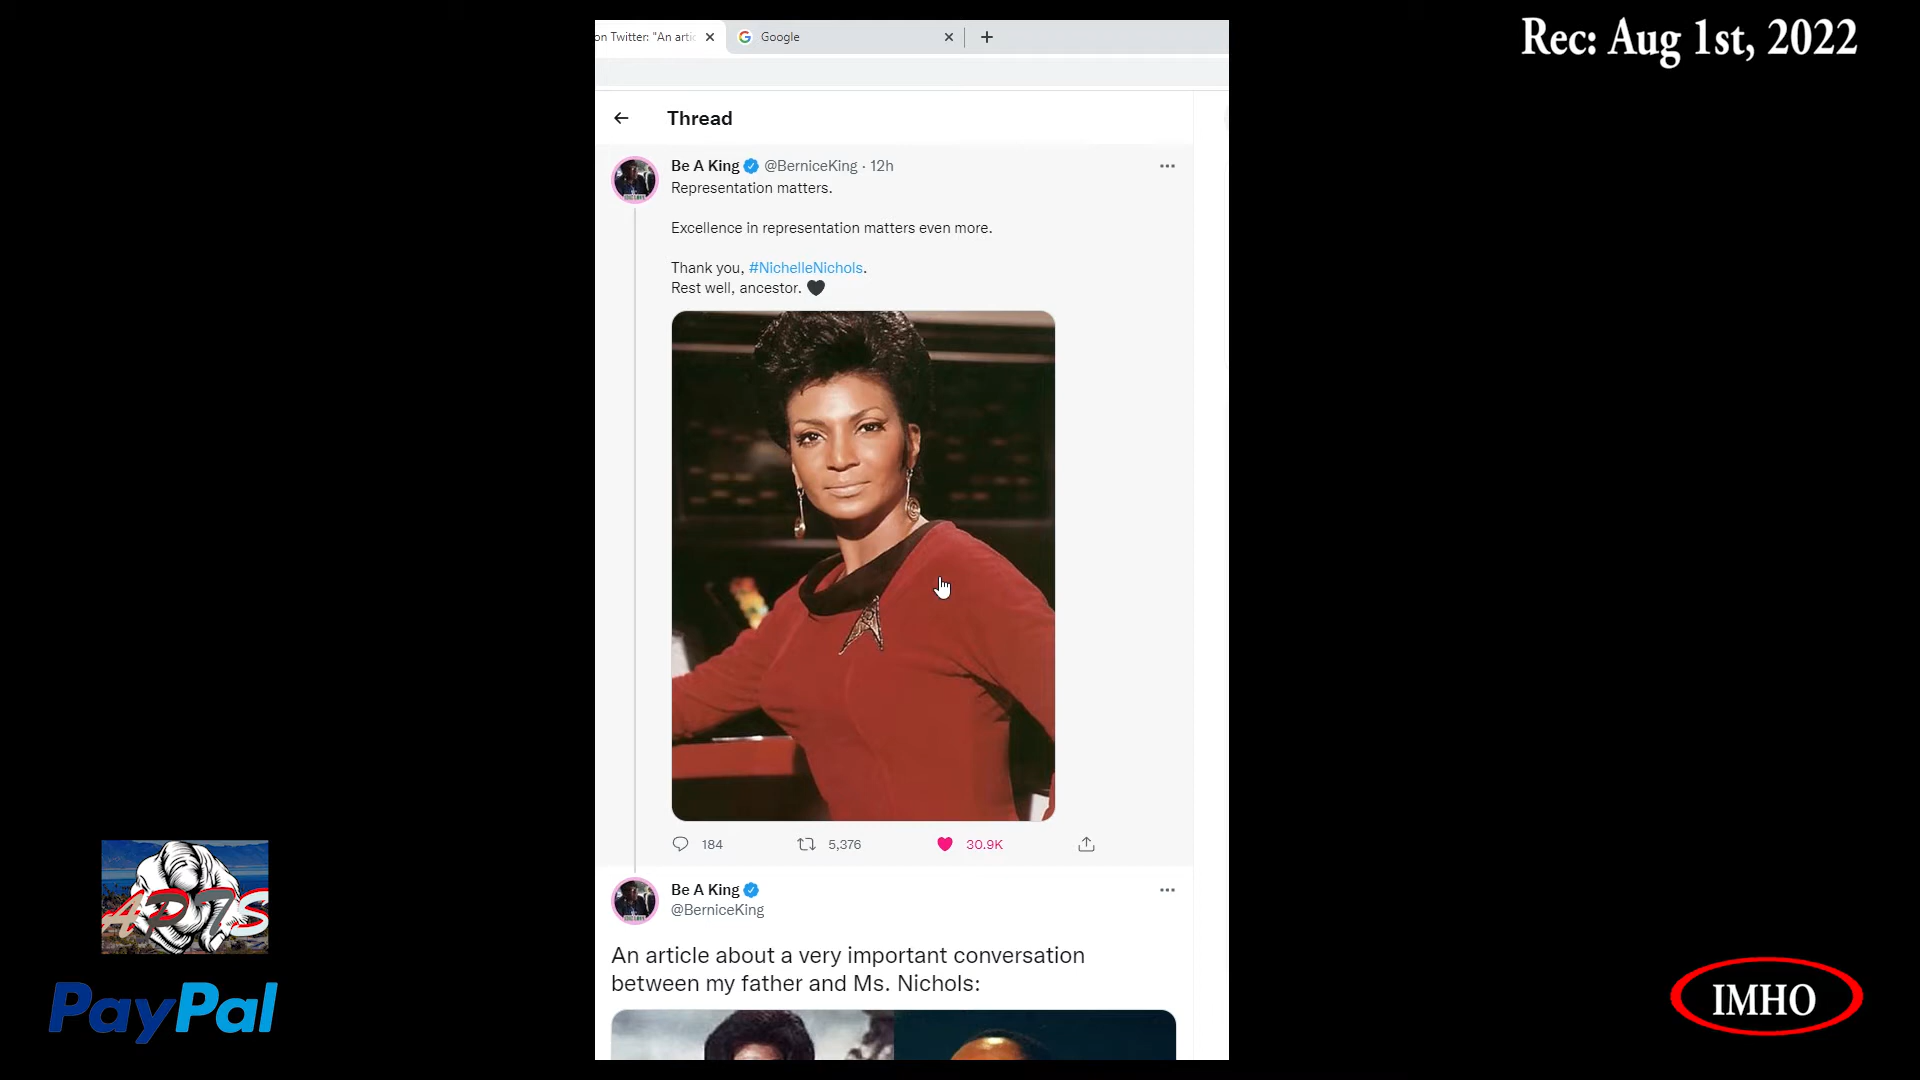 on Twitter: "An artic
Google
Rec: Aug 1st, 2022
Thread
Be A King @BerniceKing · 12h
Representation matters.
Excellence in representation matters even more.
Thank you, #NichelleNichols.
Rest well, ancestor. 🖤
184 5,376 30.9K
Be A King
@BerniceKing
An article about a very important conversation
between my father and Ms. Nichols:
APTS
PayPal
IMHO